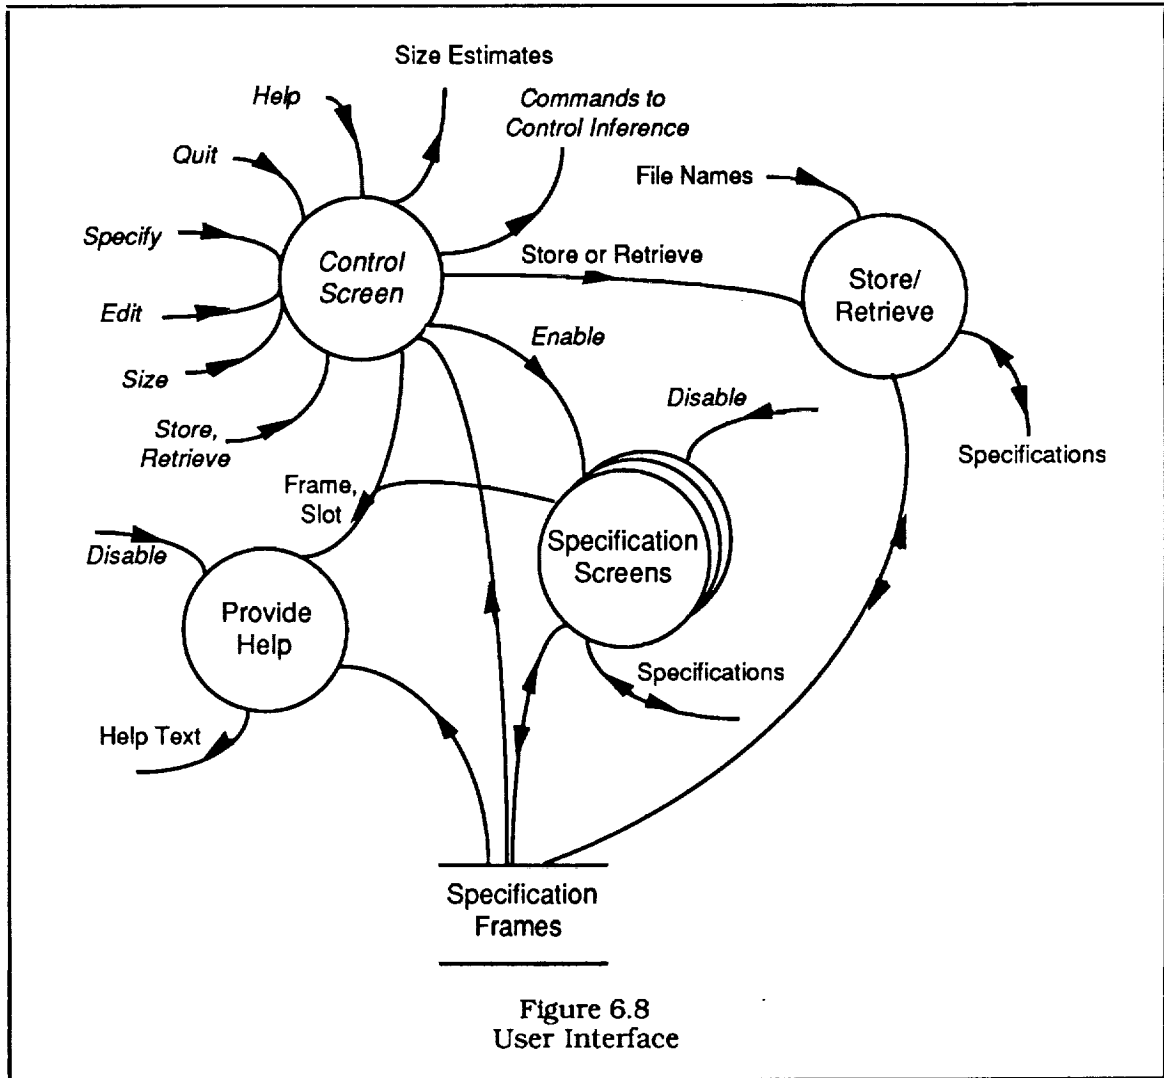 Size Estimates
Help
Commands to
Control Inference
Quit
File Names
Specify
Control
Screen
Store or Retrieve
Store/
Retrieve
Edit
Enable
Size
Disable
Store,
Retrieve
Specifications
Frame,
Slot
Disable
Specification
Screens
Provide
Help
Specifications
Help Text
Specification
Frames
Figure 6.8
User Interface